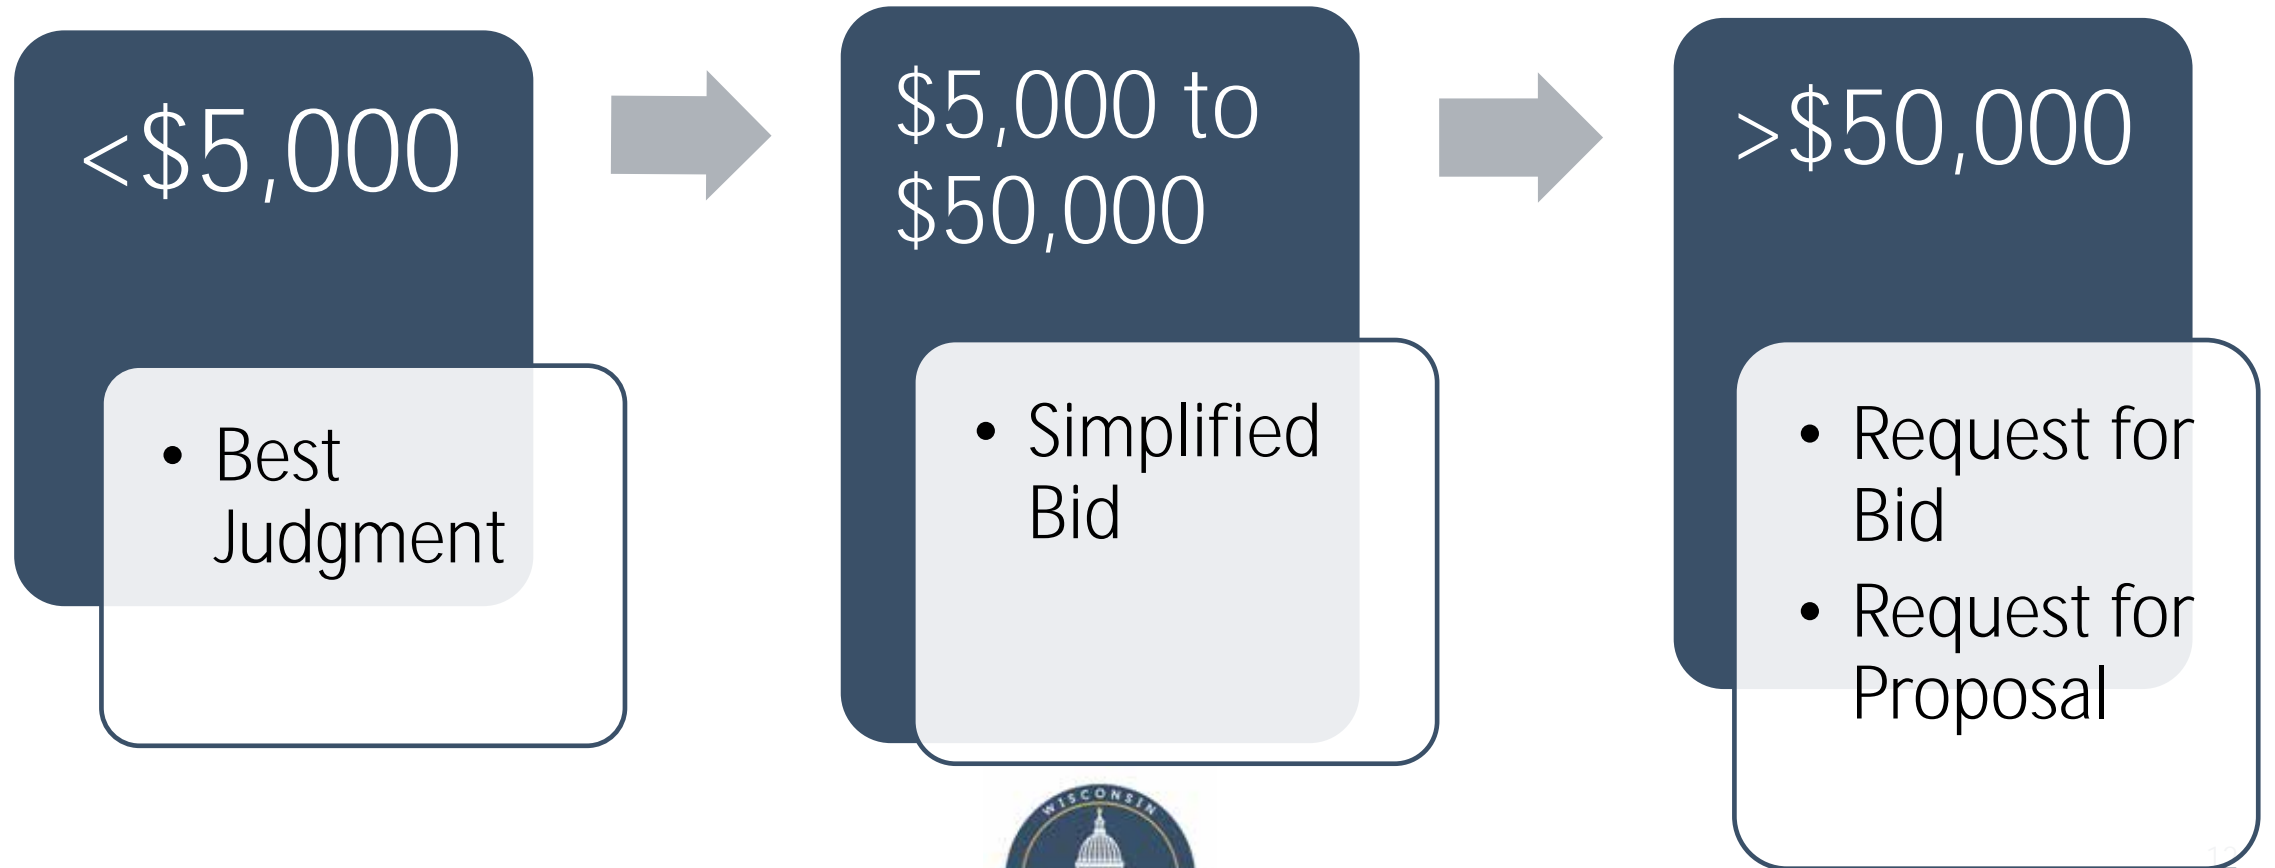 <$5,000
• Best
Judgment
$5,000 to
$50,000
• Simplified
Bid
>$50,000
• Request for
Bid
• Request for
Proposal
WISCONSIN